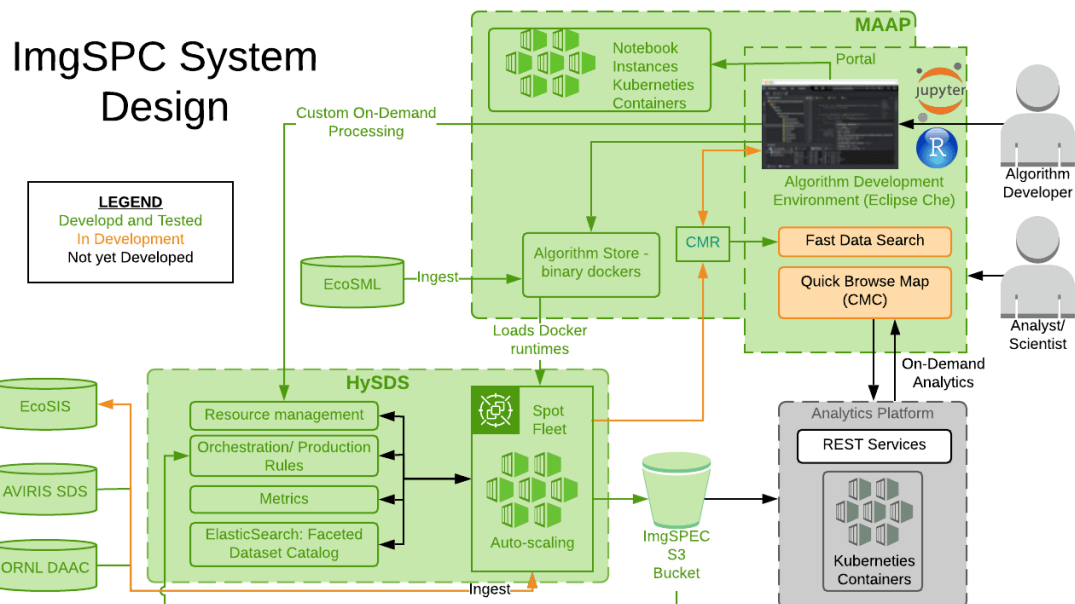 ImgSPC System
Design
LEGEND
Developd and Tested
In Development
Not yet Developed
MAAP
Notebook
Instances
Kuberneties
Containers
Portal
jupyter
R
Algorithm Development
Environment (Eclipse Che)
Algorithm
Developer
Custom On-Demand
Processing
CMR
Fast Data Search
Quick Browse Map
(CMC)
Analyst/
Scientist
Algorithm Store -
binary dockers
EcoSML
Ingest
Loads Docker
runtimes
On-Demand
Analytics
HySDS
Resource management
Orchestration/ Production
Rules
Metrics
ElasticSearch: Faceted
Dataset Catalog
Spot
Fleet
Auto-scaling
EcoSIS
AVIRIS SDS
ORNL DAAC
Ingest
ImgSPEC
S3
Bucket
Analytics Platform
REST Services
Kuberneties
Containers